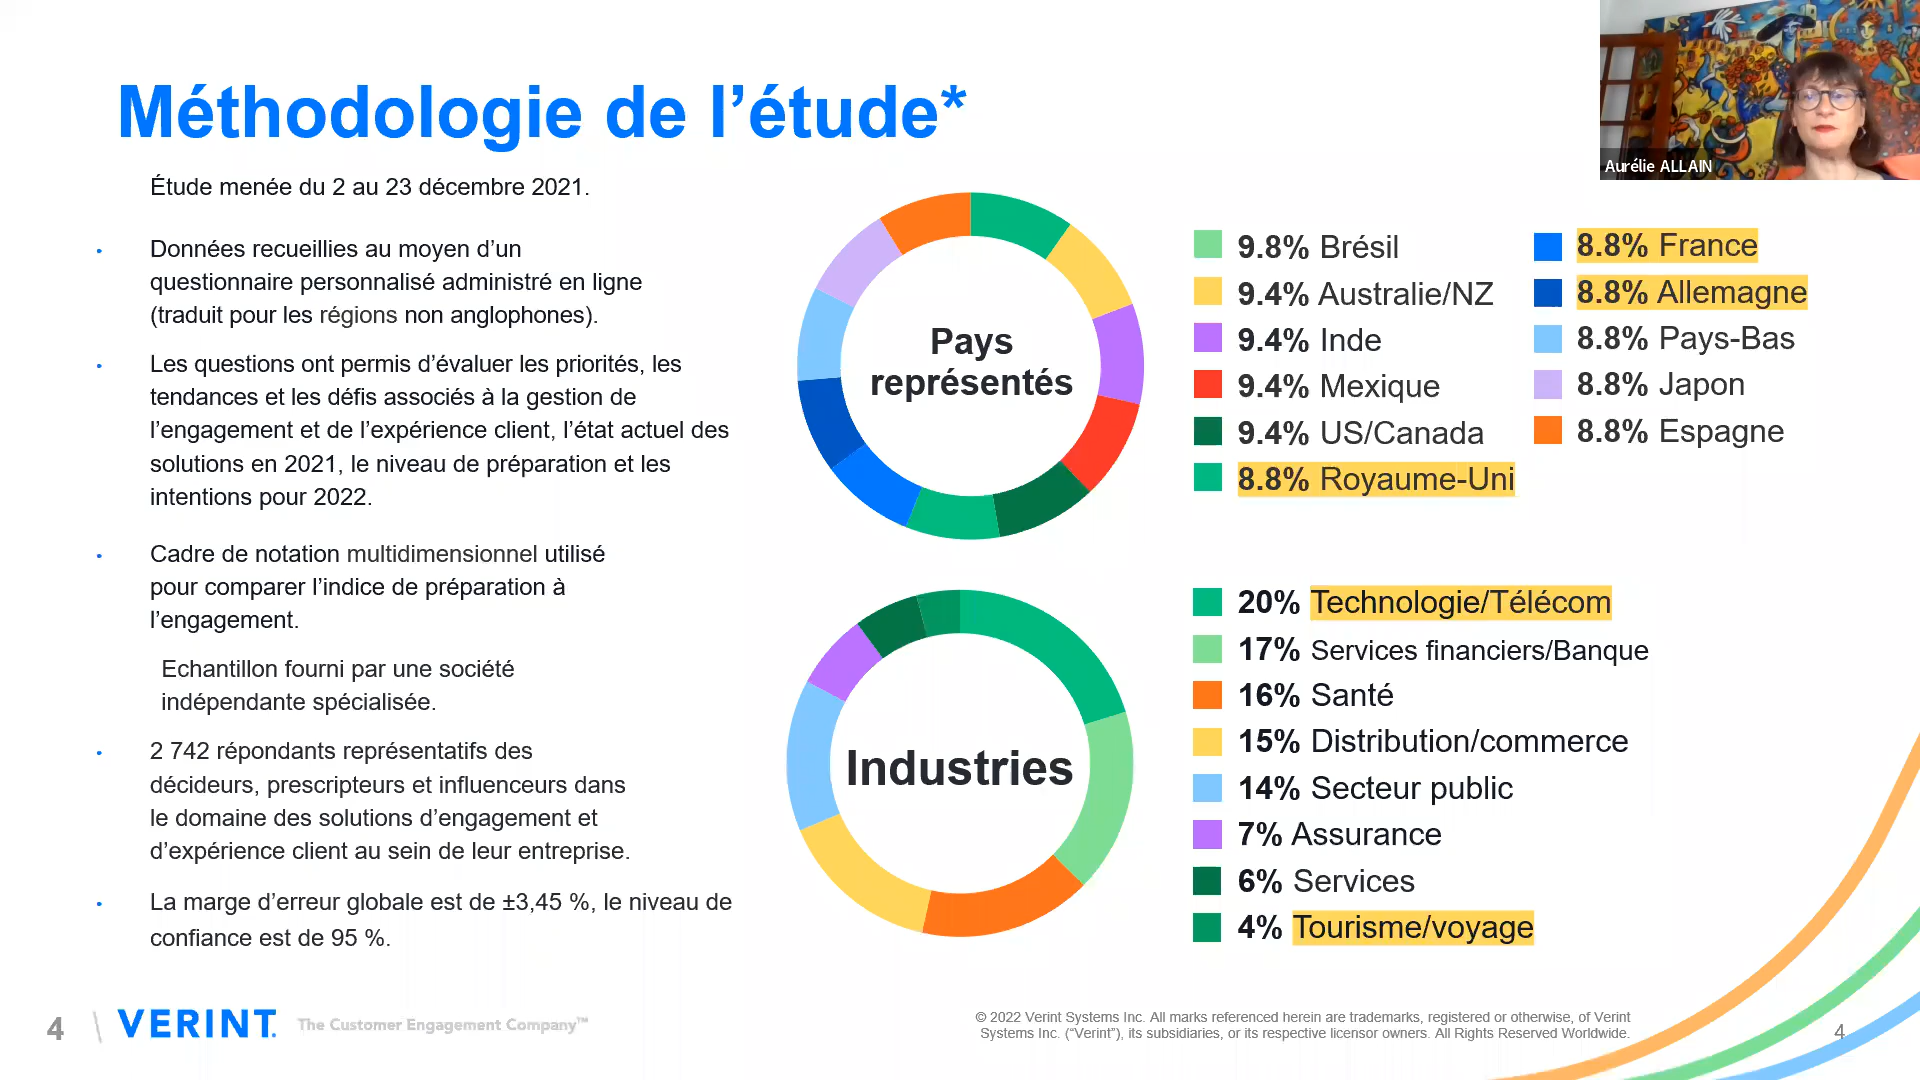 Méthodologie de l’étude*
Aurélie ALLAIN
Étude menée du 2 au 23 décembre 2021.
• Données recueillies au moyen d’un
questionnaire personnalisé administré en ligne
(traduit pour les régions non anglophones).
• Les questions ont permis d’évaluer les priorités, les
tendances et les défis associés à la gestion de
l’engagement et de l’expérience client, l’état actuel des
solutions en 2021, le niveau de préparation et les
intentions pour 2022.
• Cadre de notation multidimensionnel utilisé
pour comparer l’indice de préparation à
l’engagement.
Echantillon fourni par une société
indépendante spécialisée.
• 2 742 répondants représentatifs des
décideurs, prescripteurs et influenceurs dans
le domaine des solutions d’engagement et
d’expérience client au sein de leur entreprise.
• La marge d’erreur globale est de ±3,45 %, le niveau de
confiance est de 95 %.
Pays
représentés
9.8% Brésil
9.4% Australie/NZ
9.4% Inde
9.4% Mexique
9.4% US/Canada
8.8% Royaume-Uni
8.8% France
8.8% Allemagne
8.8% Pays-Bas
8.8% Japon
8.8% Espagne
Industries
20% Technologie/Télécom
17% Services financiers/Banque
16% Santé
15% Distribution/commerce
14% Secteur public
7% Assurance
6% Services
4% Tourisme/voyage
4
VERINT. The Customer Engagement Company™
© 2022 Verint Systems Inc. All marks referenced herein are trademarks, registered or otherwise, of Verint
Systems Inc. (“Verint”), its subsidiaries, or its respective licensor owners. All Rights Reserved Worldwide.
4